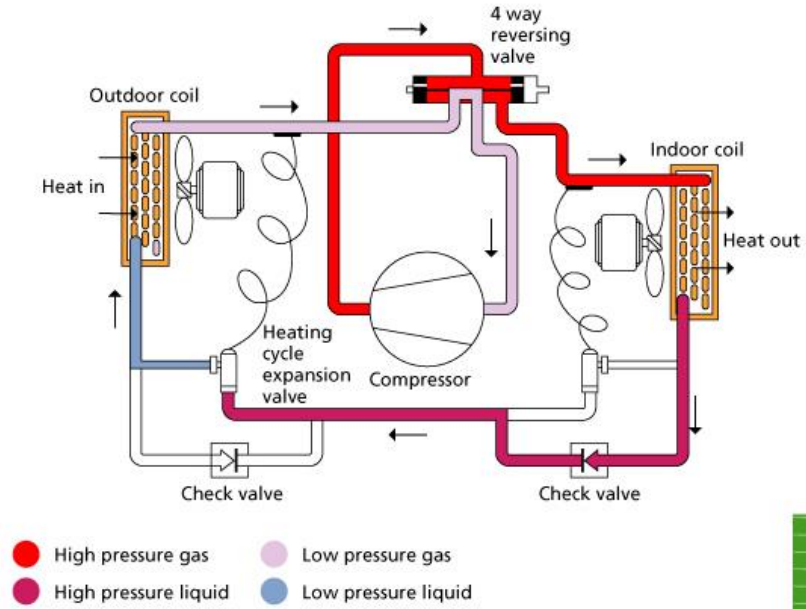 4 way
reversing
valve
Outdoor coil
Indoor coil
Heat in
Heat out
Heating
cycle
expansion
valve
Compressor
Check valve
Check valve
High pressure gas
Low pressure gas
High pressure liquid
Low pressure liquid